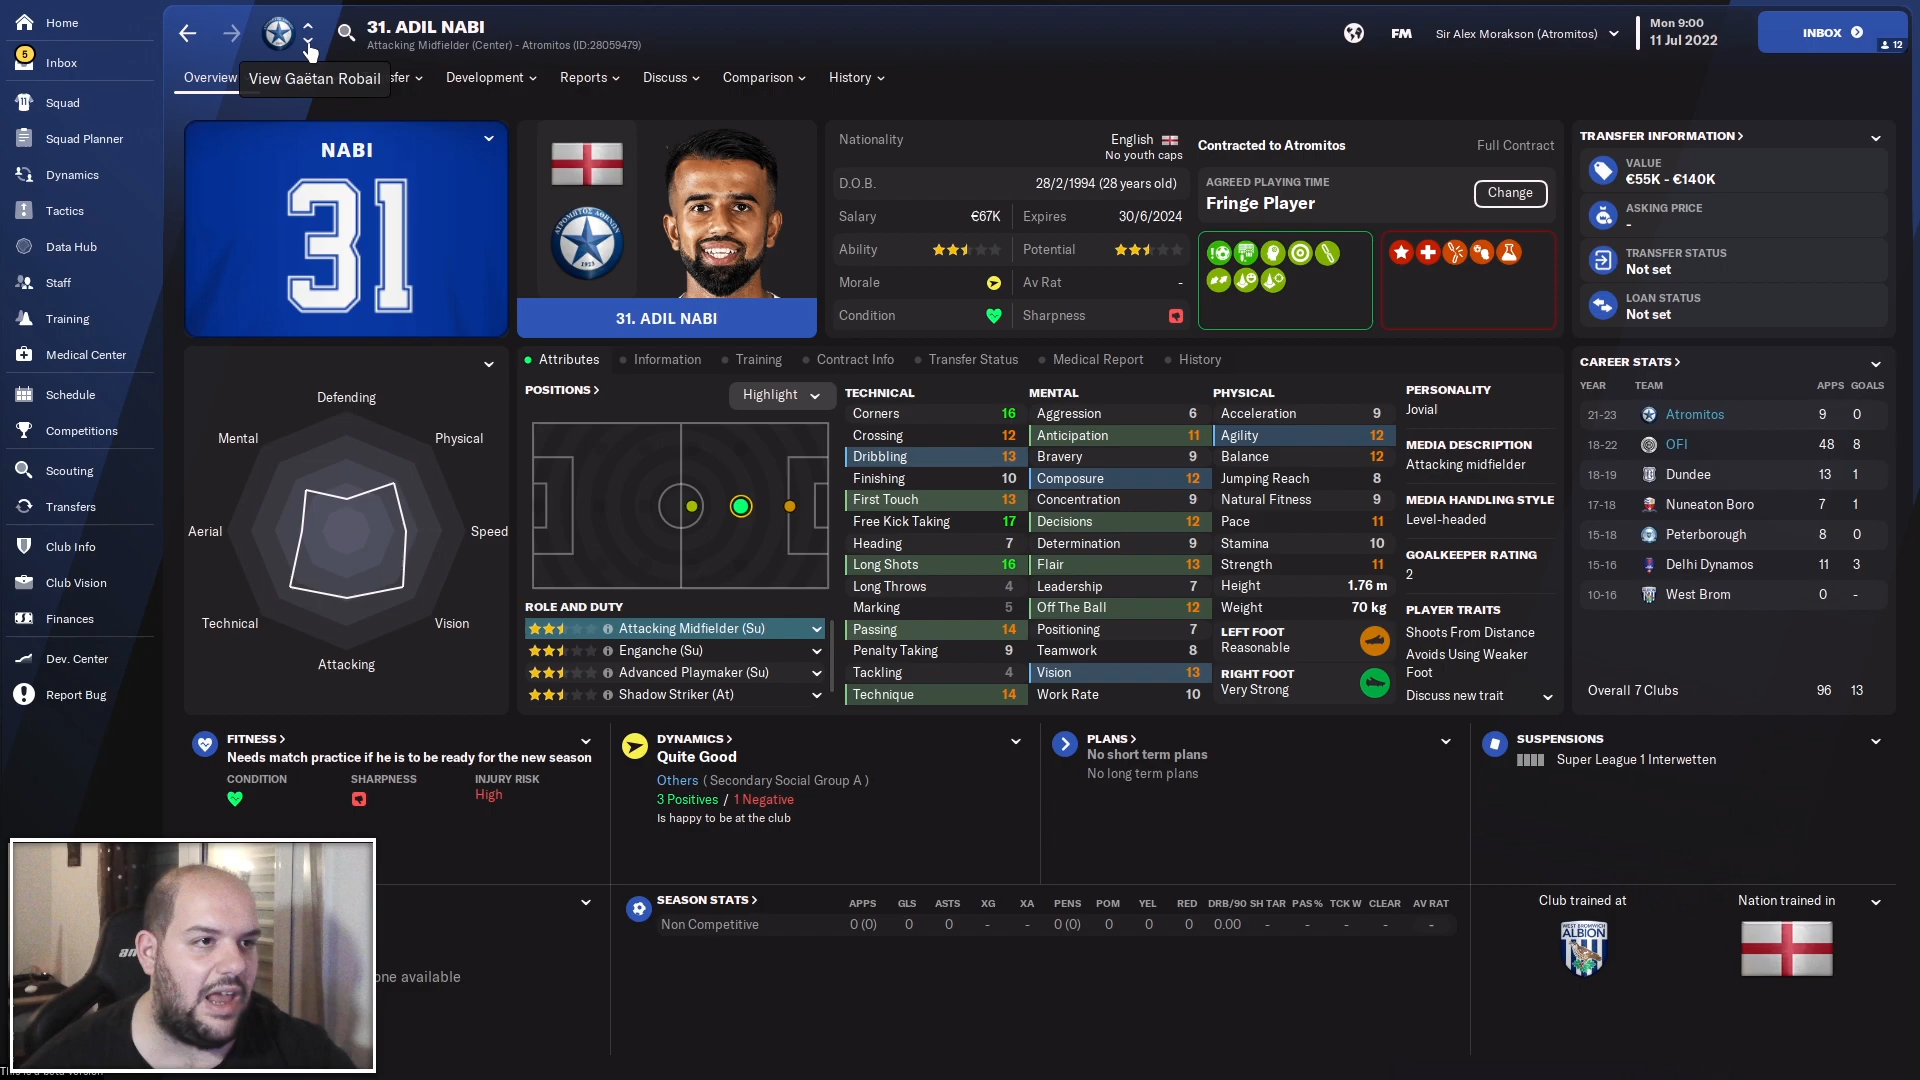 Home
31. ADIL NABI
Attacking Midfielder (Center) - Atromitos (ID:28059479)
FM
Sir Alex Morakson (Atromitos)
Mon 9:00
11 Jul 2022
INBOX
12
5
Inbox
Overview
View Gaëtan Robail
sfer
Development
Reports
Discuss
Comparison
History
Squad
Squad Planner
Dynamics
Tactics
Data Hub
Staff
Training
Medical Center
Schedule
Competitions
Scouting
Transfers
Club Info
Club Vision
Finances
Dev. Center
Report Bug
NABI
31
31. ADIL NABI
Nationality English
No youth caps
D.O.B. 28/2/1994 (28 years old)
Salary €67K Expires 30/6/2024
Ability Potential
Morale Av Rat -
Condition Sharpness
Contracted to Atromitos Full Contract
AGREED PLAYING TIME
Fringe Player
Change
TRANSFER INFORMATION
VALUE
€55K - €140K
ASKING PRICE
-
TRANSFER STATUS
Not set
LOAN STATUS
Not set
Defending
Mental Physical
Aerial Speed
Technical Vision
Attacking
Attributes Information Training Contract Info Transfer Status Medical Report History
POSITIONS
Highlight
ROLE AND DUTY
Attacking Midfielder (Su)
Enganche (Su)
Advanced Playmaker (Su)
Shadow Striker (At)
TECHNICAL
Corners 16
Crossing 12
Dribbling 13
Finishing 10
First Touch 13
Free Kick Taking 17
Heading 7
Long Shots 16
Long Throws 4
Marking 5
Passing 14
Penalty Taking 9
Tackling 4
Technique 14
MENTAL
Aggression 6
Anticipation 11
Bravery 9
Composure 12
Concentration 9
Decisions 12
Determination 9
Flair 13
Leadership 7
Off The Ball 12
Positioning 7
Teamwork 8
Vision 13
Work Rate 10
PHYSICAL
Acceleration 9
Agility 12
Balance 12
Jumping Reach 8
Natural Fitness 9
Pace 11
Stamina 10
Strength 11
Height 1.76 m
Weight 70 kg
LEFT FOOT
Reasonable
RIGHT FOOT
Very Strong
PERSONALITY
Jovial
MEDIA DESCRIPTION
Attacking midfielder
MEDIA HANDLING STYLE
Level-headed
GOALKEEPER RATING
2
PLAYER TRAITS
Shoots From Distance
Avoids Using Weaker
Foot
Discuss new trait
CAREER STATS
YEAR TEAM APPS GOALS
21-23 Atromitos 9 0
18-22 OFI 48 8
18-19 Dundee 13 1
17-18 Nuneaton Boro 7 1
15-18 Peterborough 8 0
15-16 Delhi Dynamos 11 3
10-16 West Brom 0 -
Overall 7 Clubs 96 13
FITNESS
Needs match practice if he is to be ready for the new season
CONDITION SHARPNESS INJURY RISK
High
DYNAMICS
Quite Good
Others ( Secondary Social Group A )
3 Positives / 1 Negative
Is happy to be at the club
PLANS
No short term plans
No long term plans
SUSPENSIONS
Super League 1 Interwetten
one available
SEASON STATS APPS GLS ASTS XG XA PENS POM YEL RED DRB/90 SH TAR PAS % TCK W CLEAR AV RAT
Non Competitive 0 (0) 0 0 - - 0 (0) 0 0 0 0.00 - - - - -
Club trained at
Nation trained in